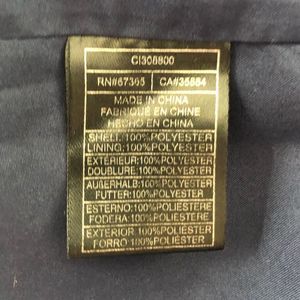 CI305800
RN#67365 CA#35554
MADE IN CHINA
FABRIQUÉ EN CHINE
HECHO EN CHINA
SHELL:100%POLYESTER
LINING:100%POLYESTER
EXTÉRIEUR:100%POLYESTER
DOUBLURE:100%POLYESTER
AUßERHALB:100%POLYESTER
FUTTER:100%POLYESTER
ESTERNO:100%POLIESTERE
FODERA:100%POLIESTERE
EXTERIOR:100%POLIÉSTER
FORRO:100%POLIÉSTER